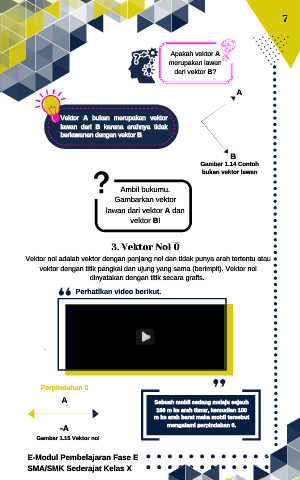 7
Apakah vektor A
merupakan lawan
dari vektor B?
A
Vektor A bukan merupakan vektor
lawan dari B karena arahnya tidak
berlawanan dengan vektor B
B
Gambar 1.14 Contoh
bukan vektor lawan
?
Ambil bukumu.
Gambarkan vektor
lawan dari vektor A dan
vektor B!
3. Vektor Nol 0
Vektor nol adalah vektor dengan panjang nol dan tidak punya arah tertentu atau
vektor dengan titik pangkal dan ujung yang sama (berimpit). Vektor nol
dinyatakan dengan titik secara grafis.
Perhatikan video berikut.
Perpindahan 0
A
-A
Gambar 1.15 Vektor nol
Sebuah mobil sedang melaju sejauh
100 m ke arah timur, kemudian 100
m ke arah barat maka mobil tersebut
mengalami perpindahan 0.
E-Modul Pembelajaran Fase E
SMA/SMK Sederajat Kelas X